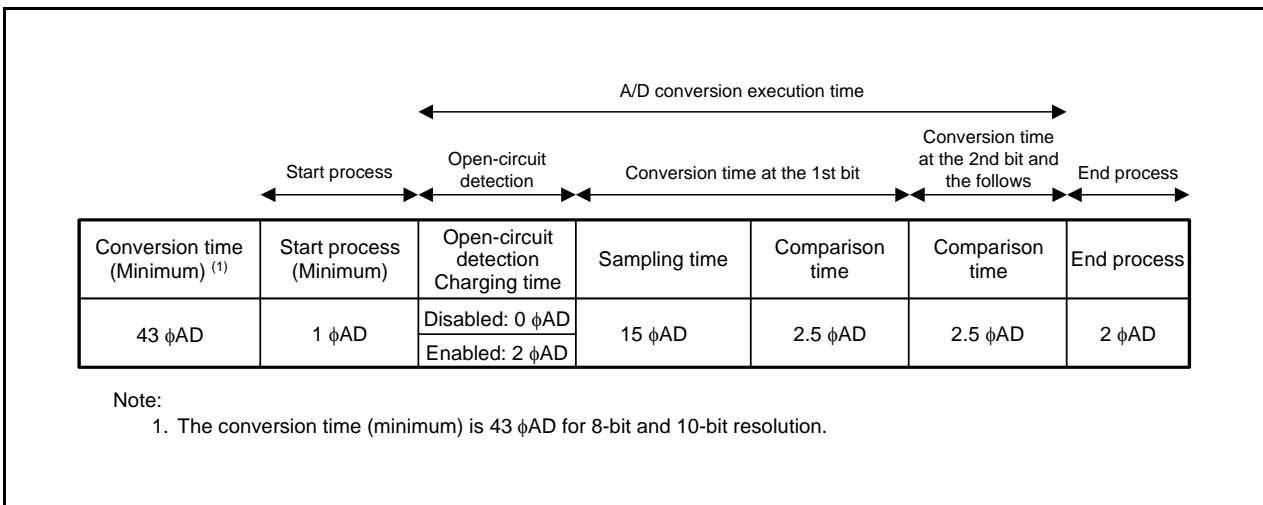 A/D conversion execution time
Start process
Open-circuit
detection
Conversion time at the 1st bit
Conversion time
at the 2nd bit and
the follows
End process
Conversion time
(Minimum) (1)
Start process
(Minimum)
Open-circuit
detection
Charging time
Sampling time
Comparison
time
Comparison
time
End process
43 ϕAD
1 ϕAD
Disabled: 0 ϕAD
Enabled: 2 ϕAD
15 ϕAD
2.5 ϕAD
2.5 ϕAD
2 ϕAD
Note:
1. The conversion time (minimum) is 43 ϕAD for 8-bit and 10-bit resolution.